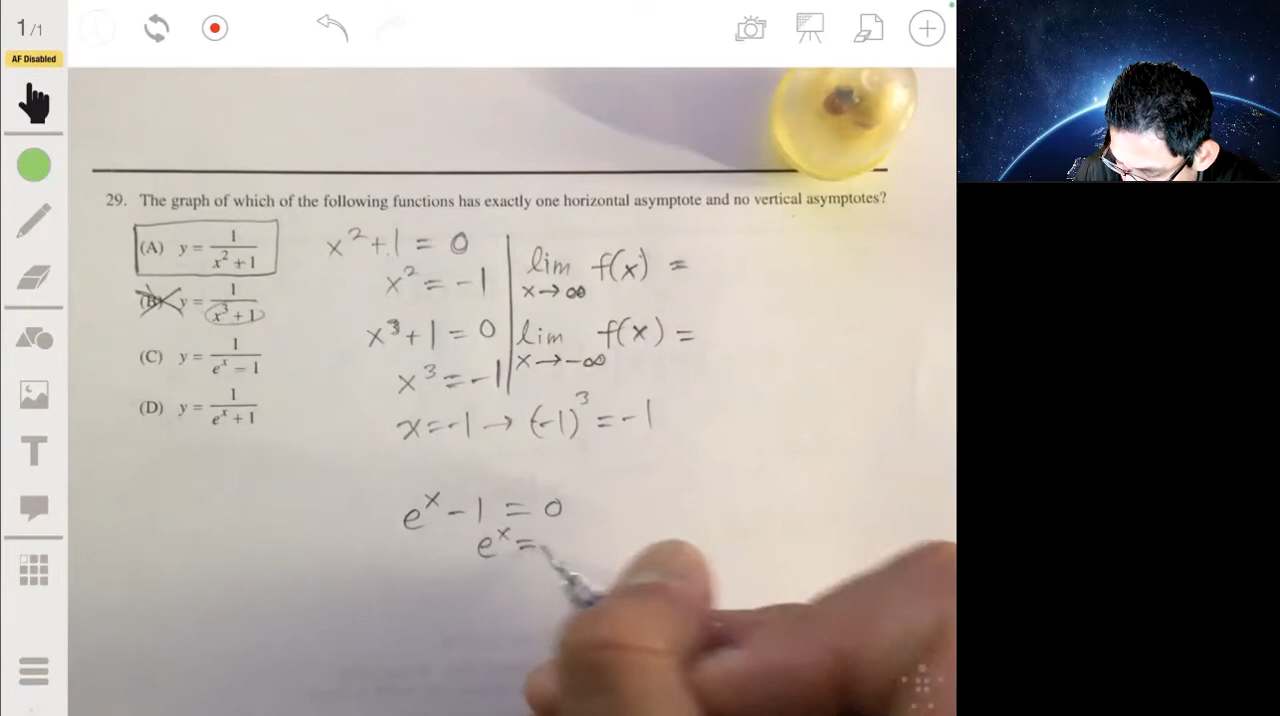 1/1
AF Disabled
29. The graph of which of the following functions has exactly one horizontal asymptote and no vertical asymptotes?
(A) y = 1/(x² + 1)
(B) y = 1/(x³ + 1)
(C) y = 1/(eˣ − 1)
(D) y = 1/(eˣ + 1)
x² + 1 = 0
x² = −1
x³ + 1 = 0
x³ = −1
x = −1 → (−1)³ = −1
lim x→∞ f(x) =
lim x→−∞ f(x) =
eˣ − 1 = 0
eˣ =
T